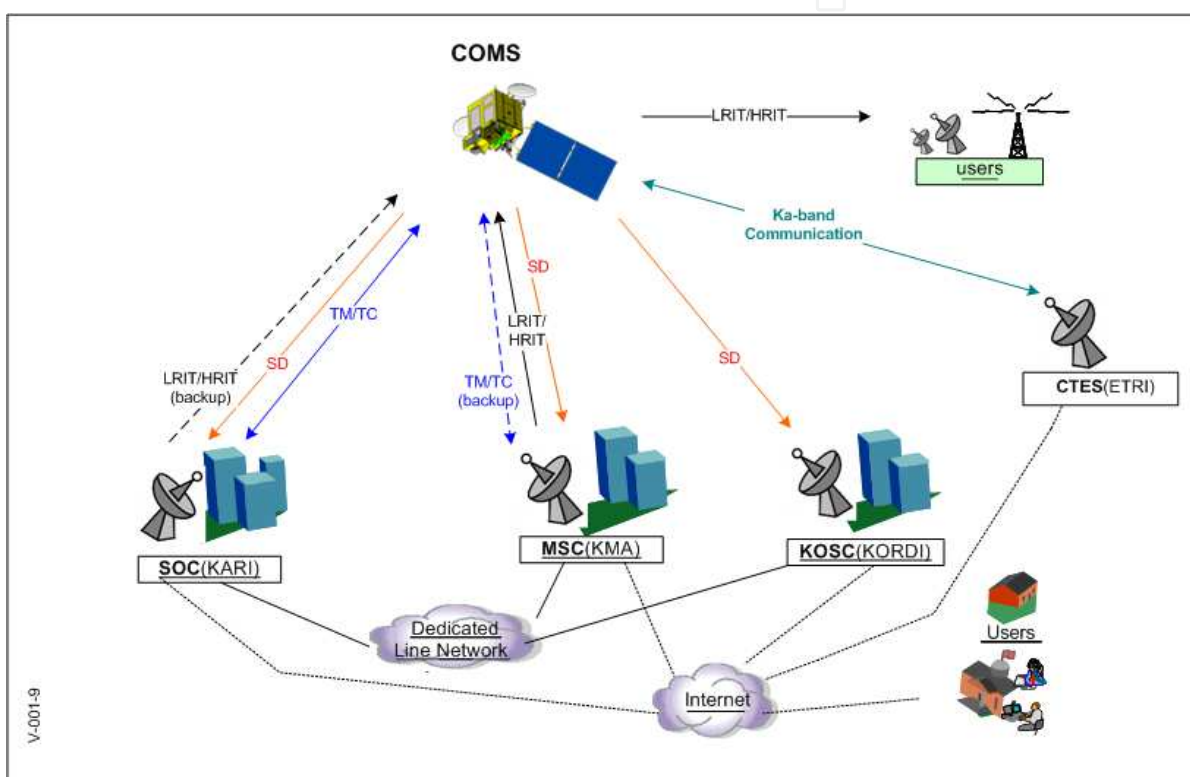 COMS
LRIT/HRIT
users
Ka-band
Communication
SD
TM/TC
LRIT/HRIT
(backup)
SD
LRIT/
HRIT
TM/TC
(backup)
SD
CTES(ETRI)
SOC(KARI)
MSC(KMA)
KOSC(KORDI)
Dedicated
Line Network
Users
Internet
V-001-9